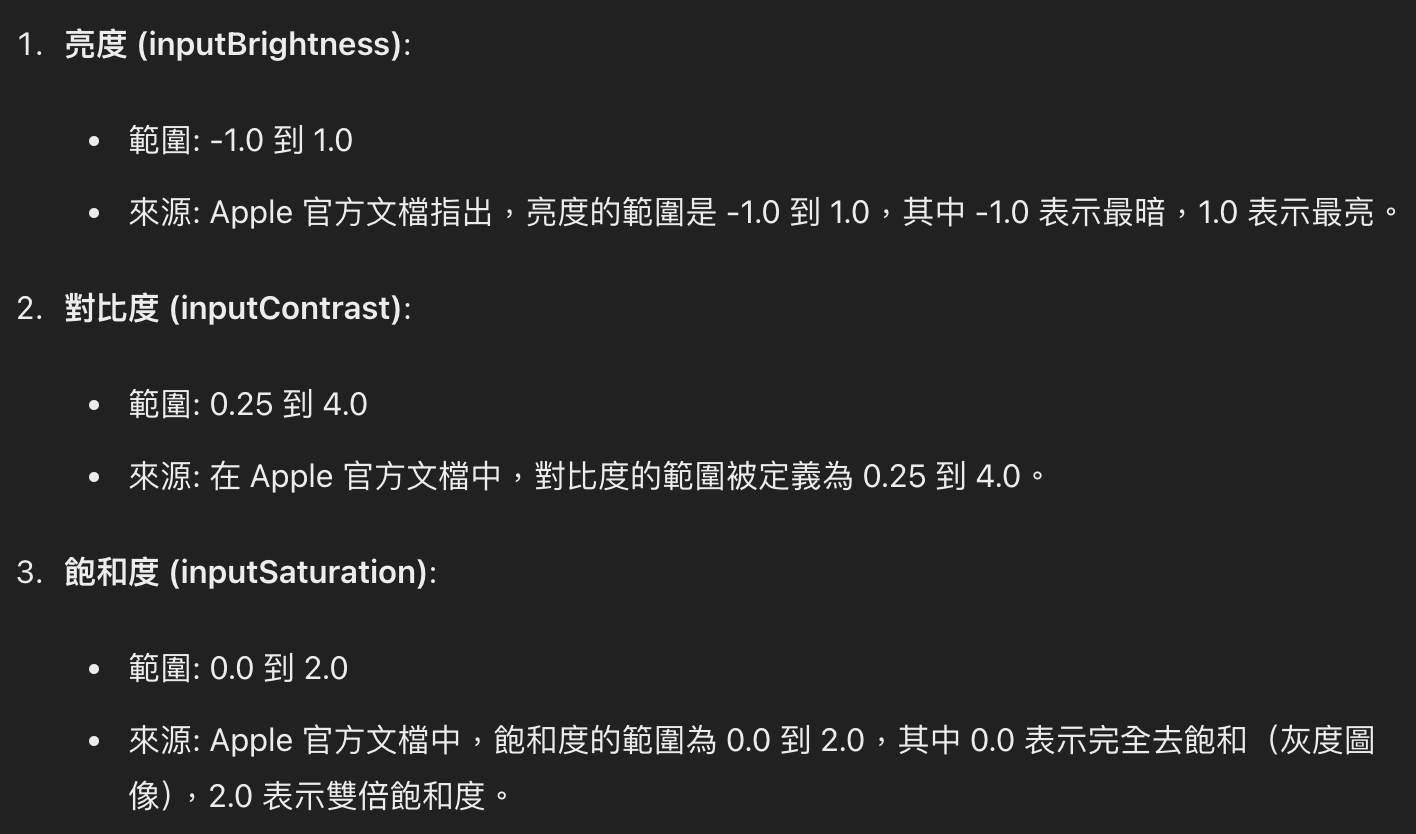 1. 亮度 (inputBrightness):
• 範圍: -1.0 到 1.0
• 來源: Apple 官方文檔指出，亮度的範圍是 -1.0 到 1.0，其中 -1.0 表示最暗，1.0 表示最亮。
2. 對比度 (inputContrast):
• 範圍: 0.25 到 4.0
• 來源: 在 Apple 官方文檔中，對比度的範圍被定義為 0.25 到 4.0。
3. 飽和度 (inputSaturation):
• 範圍: 0.0 到 2.0
• 來源: Apple 官方文檔中，飽和度的範圍為 0.0 到 2.0，其中 0.0 表示完全去飽和（灰度圖
像），2.0 表示雙倍飽和度。